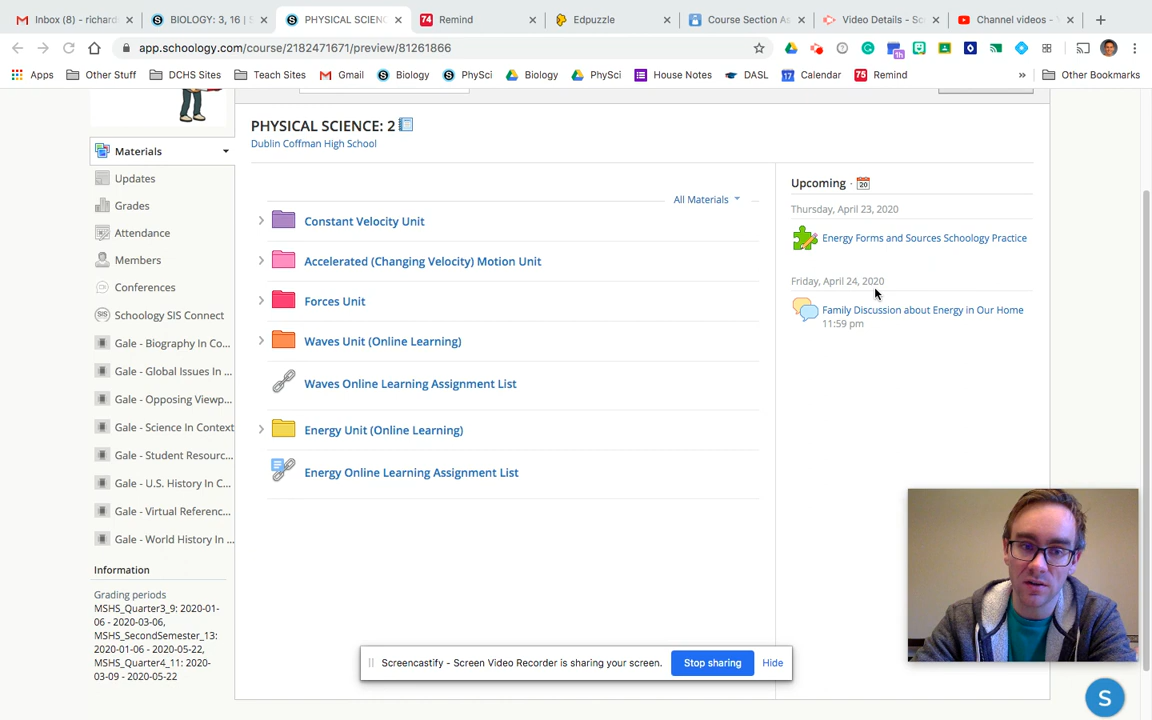 Inbox (8) - richard
BIOLOGY: 3, 16 | S
PHYSICAL SCIENC
74 Remind
Edpuzzle
Course Section As
Video Details - Scr
Channel videos - Y
app.schoology.com/course/2182471671/preview/81261866
1h
Apps
Other Stuff
DCHS Sites
Teach Sites
Gmail
Biology
PhySci
Biology
PhySci
House Notes
DASL
17 Calendar
75 Remind
»
Other Bookmarks
PHYSICAL SCIENCE: 2
Dublin Coffman High School
Materials
Updates
Grades
Attendance
Members
Conferences
SIS Schoology SIS Connect
Gale - Biography In Co...
Gale - Global Issues In ...
Gale - Opposing Viewp...
Gale - Science In Context
Gale - Student Resourc...
Gale - U.S. History In C...
Gale - Virtual Referenc...
Gale - World History In ...
Information
Grading periods
MSHS_Quarter3_9: 2020-01-
06 - 2020-03-06,
MSHS_SecondSemester_13:
2020-01-06 - 2020-05-22,
MSHS_Quarter4_11: 2020-
03-09 - 2020-05-22
All Materials
Constant Velocity Unit
Accelerated (Changing Velocity) Motion Unit
Forces Unit
Waves Unit (Online Learning)
Waves Online Learning Assignment List
Energy Unit (Online Learning)
Energy Online Learning Assignment List
Upcoming · 20
Thursday, April 23, 2020
Energy Forms and Sources Schoology Practice
Friday, April 24, 2020
Family Discussion about Energy in Our Home
11:59 pm
Screencastify - Screen Video Recorder is sharing your screen.
Stop sharing
Hide
S